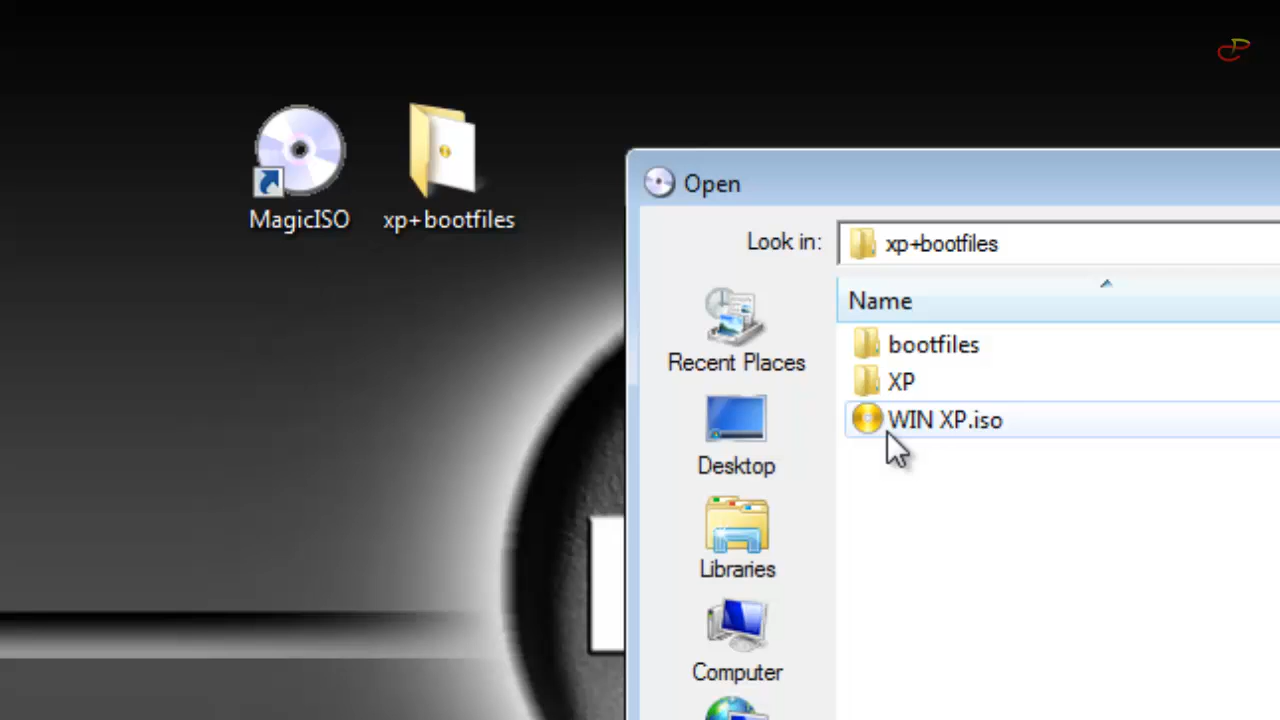 MagicISO
xp+bootfiles
Open
Look in:
xp+bootfiles
Name
Recent Places
bootfiles
XP
WIN XP.iso
Desktop
Libraries
Computer